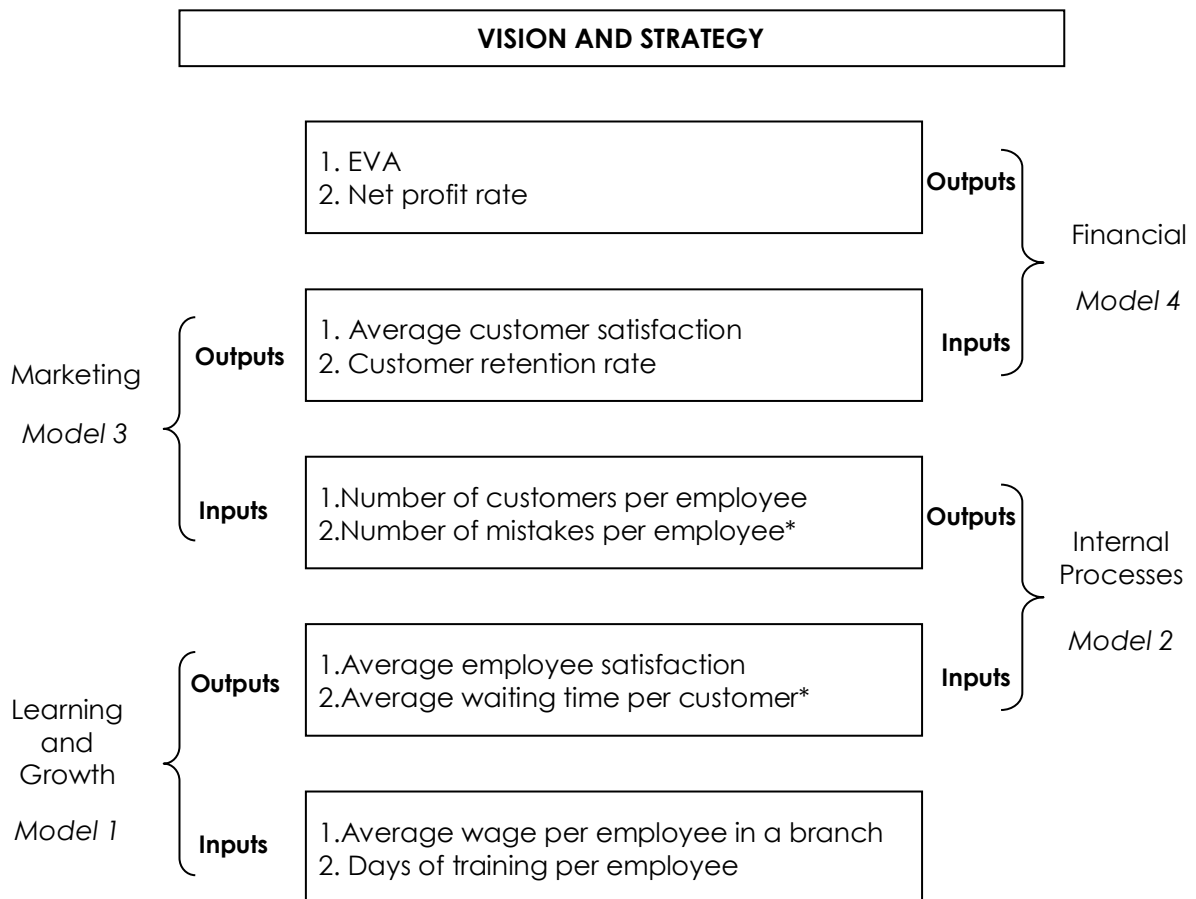 VISION AND STRATEGY
1. EVA
2. Net profit rate
Outputs
Financial
Model 4
1. Average customer satisfaction
2. Customer retention rate
Inputs
Outputs
Marketing
Model 3
Inputs
1.Number of customers per employee
2.Number of mistakes per employee*
Outputs
Internal
Processes
Model 2
1.Average employee satisfaction
2.Average waiting time per customer*
Inputs
Outputs
Learning
and
Growth
Model 1
Inputs
1.Average wage per employee in a branch
2. Days of training per employee